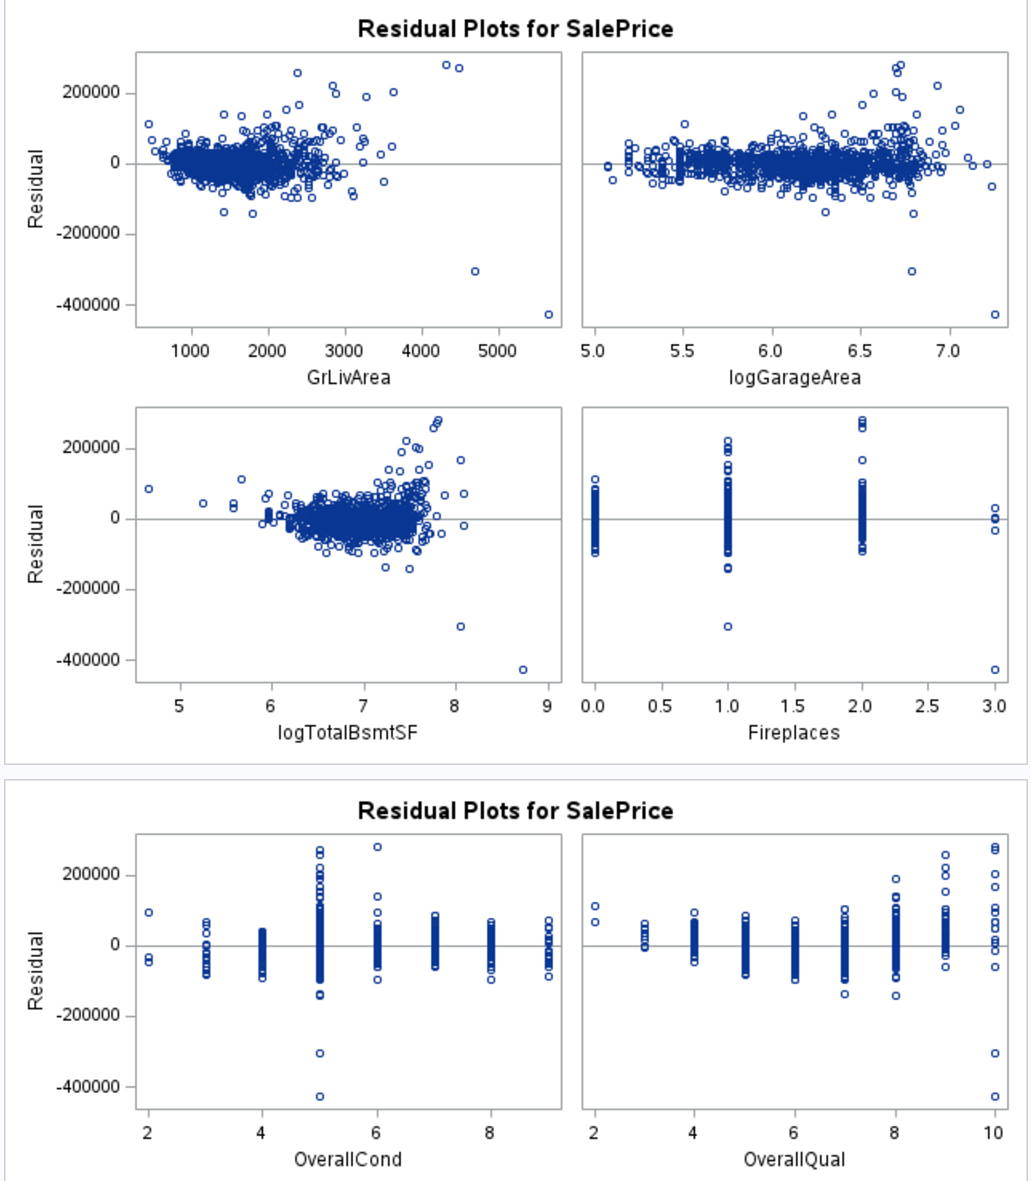 Residual Plots for SalePrice
Residual
200000
0
-200000
-400000
1000 2000 3000 4000 5000
GrLivArea
5.0 5.5 6.0 6.5 7.0
logGarageArea
Residual
200000
0
-200000
-400000
5 6 7 8 9
logTotalBsmtSF
0.0 0.5 1.0 1.5 2.0 2.5 3.0
Fireplaces
Residual Plots for SalePrice
Residual
200000
0
-200000
-400000
2 4 6 8
OverallCond
2 4 6 8 10
OverallQual